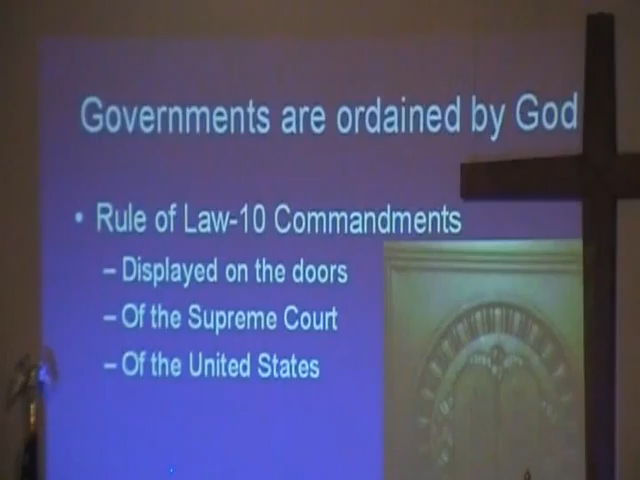 Governments are ordained by God
• Rule of Law-10 Commandments
– Displayed on the doors
– Of the Supreme Court
– Of the United States